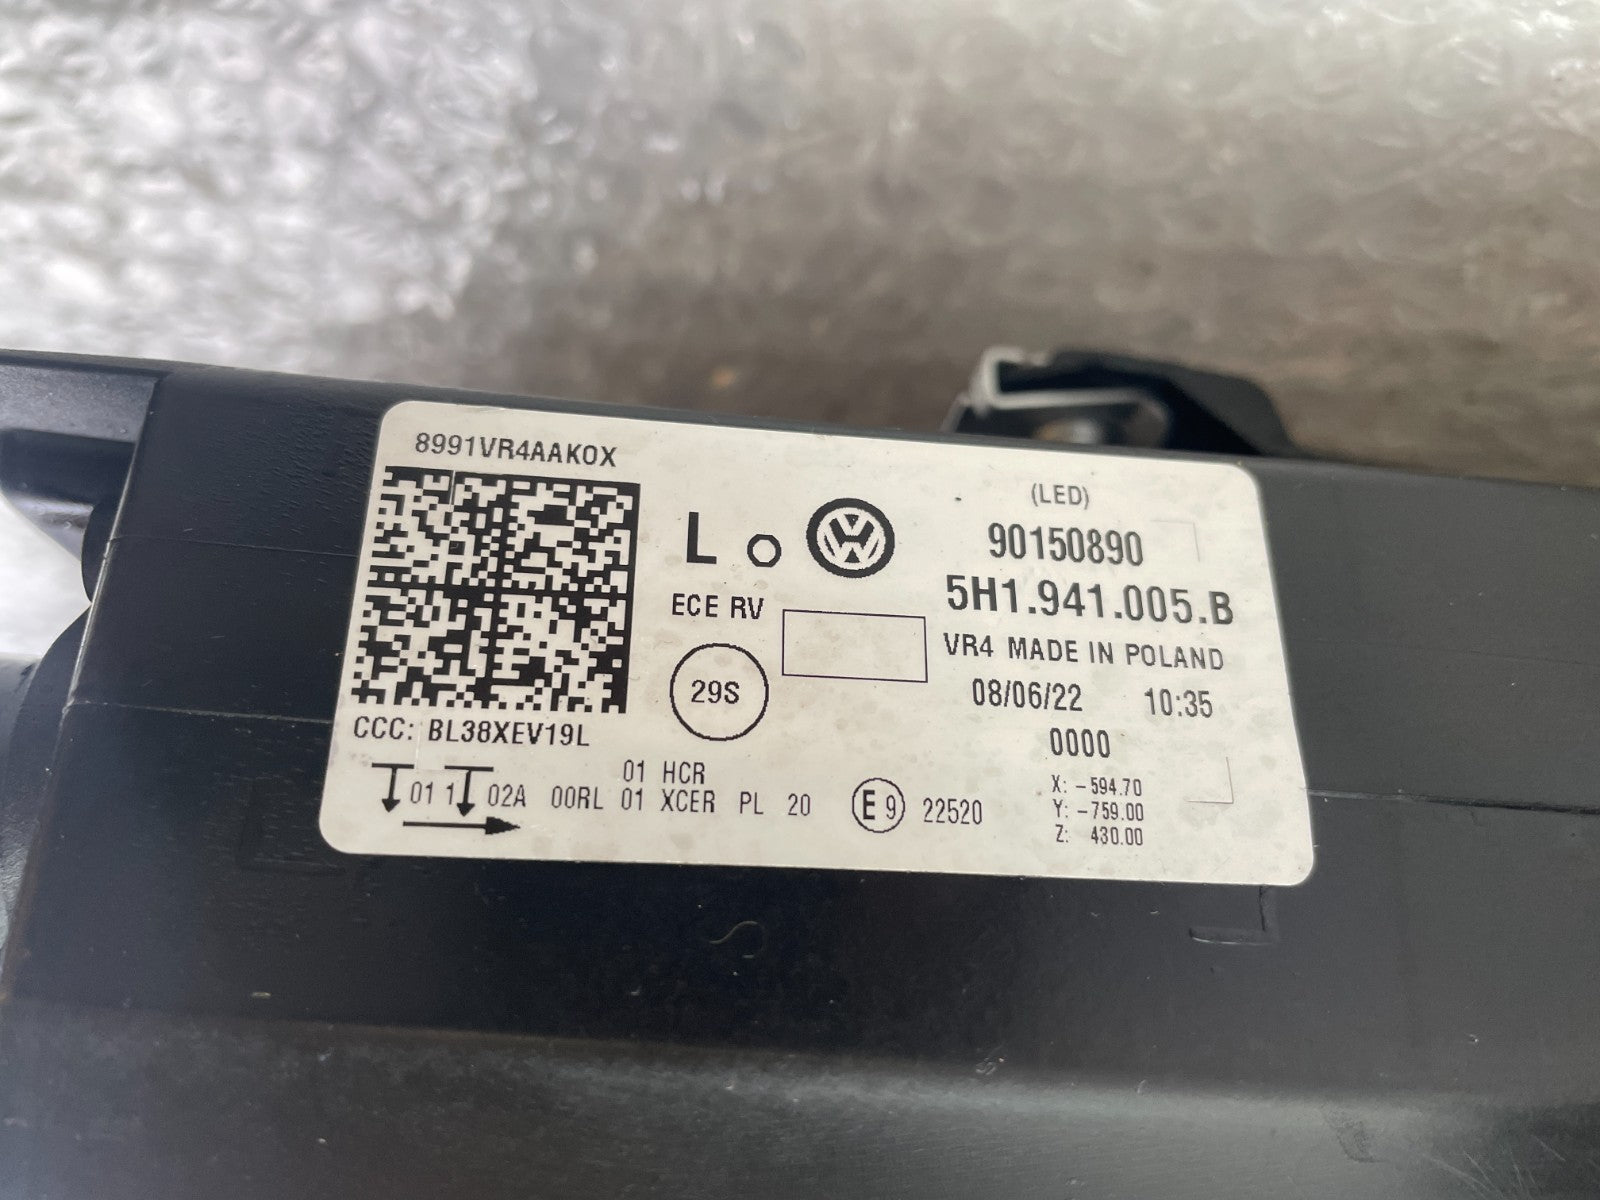 8991VR4AAK0X
L
ECE RV
29S
(LED)
90150890
5H1.941.005.B
VR4 MADE IN POLAND
08/06/22 10:35
0000
CCC: BL38XEV19L
01 HCR
01 1 02A 00RL 01 XCER PL 20 E9 22520
X: -594.70
Y: -759.00
Z: 430.00